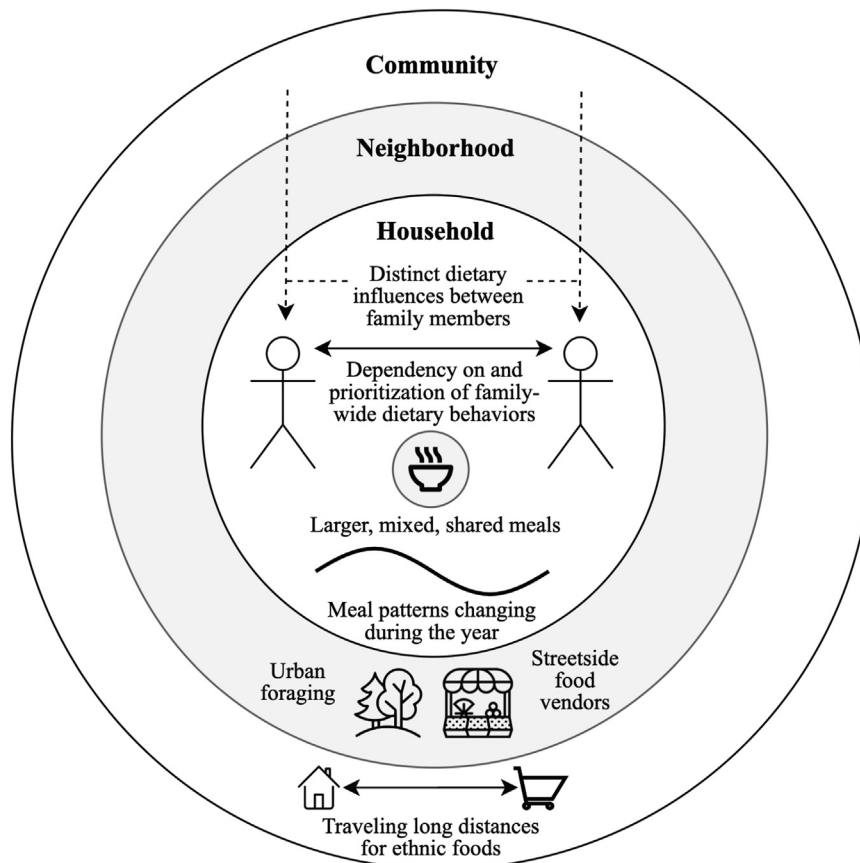 Community
Neighborhood
Household
Distinct dietary
influences between
family members
Dependency on and
prioritization of family-
wide dietary behaviors
Larger, mixed, shared meals
Meal patterns changing
during the year
Urban
foraging
Streetside
food
vendors
Traveling long distances
for ethnic foods